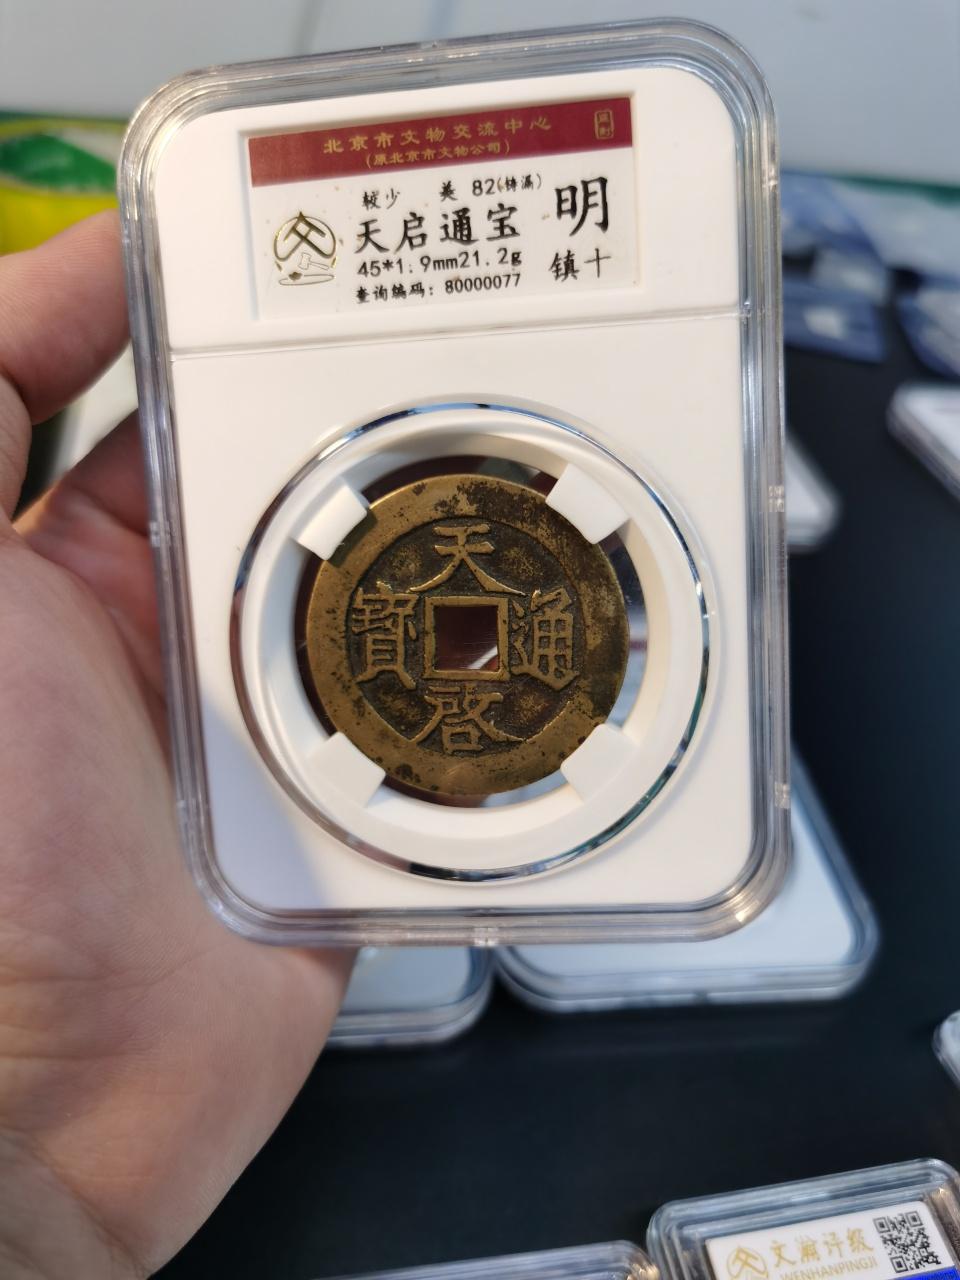 北京市文物交流中心
(原北京市文物公司)
较少 美 82(铸漏)
天启通宝
明
45*1.9mm21.2g
镇十
查询编码：80000077
天
寳 通
啓
文瀚评级
WENHANPINGJI